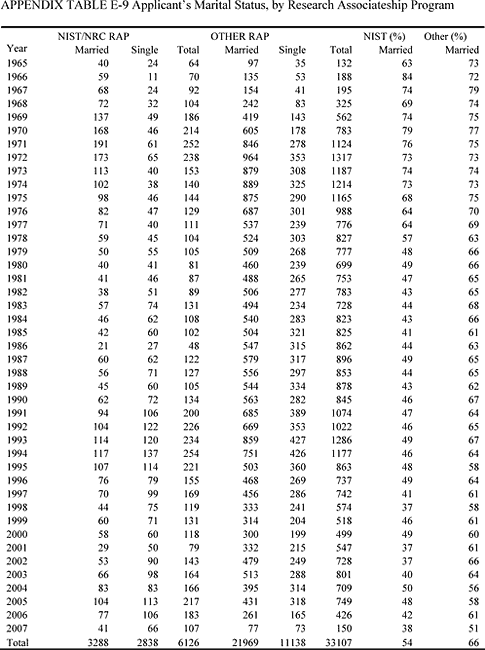 APPENDIX TABLE E-9 Applicant's Marital Status, by Research Associateship Program
NIST/NRC RAP OTHER RAP NIST (%) Other (%)
Year Married Single Total Married Single Total Married Married
1965 40 24 64 97 35 132 63 73
1966 59 11 70 135 53 188 84 72
1967 68 24 92 154 41 195 74 79
1968 72 32 104 242 83 325 69 74
1969 137 49 186 419 143 562 74 75
1970 168 46 214 605 178 783 79 77
1971 191 61 252 846 278 1124 76 75
1972 173 65 238 964 353 1317 73 73
1973 113 40 153 879 308 1187 74 74
1974 102 38 140 889 325 1214 73 73
1975 98 46 144 875 290 1165 68 75
1976 82 47 129 687 301 988 64 70
1977 71 40 111 537 239 776 64 69
1978 59 45 104 524 303 827 57 63
1979 50 55 105 509 268 777 48 66
1980 40 41 81 460 239 699 49 66
1981 41 46 87 488 265 753 47 65
1982 38 51 89 506 277 783 43 65
1983 57 74 131 494 234 728 44 68
1984 46 62 108 540 283 823 43 66
1985 42 60 102 504 321 825 41 61
1986 21 27 48 547 315 862 44 63
1987 60 62 122 579 317 896 49 65
1988 56 71 127 556 297 853 44 65
1989 45 60 105 544 334 878 43 62
1990 62 72 134 563 282 845 46 67
1991 94 106 200 685 389 1074 47 64
1992 104 122 226 669 353 1022 46 65
1993 114 120 234 859 427 1286 49 67
1994 117 137 254 751 426 1177 46 64
1995 107 114 221 503 360 863 48 58
1996 76 79 155 468 269 737 49 64
1997 70 99 169 456 286 742 41 61
1998 44 75 119 333 241 574 37 58
1999 60 71 131 314 204 518 46 61
2000 58 60 118 300 199 499 49 60
2001 29 50 79 332 215 547 37 61
2002 53 90 143 479 249 728 37 66
2003 66 98 164 513 288 801 40 64
2004 83 83 166 395 314 709 50 56
2005 104 113 217 431 318 749 48 58
2006 77 106 183 261 165 426 42 61
2007 41 66 107 77 73 150 38 51
Total 3288 2838 6126 21969 11138 33107 54 66